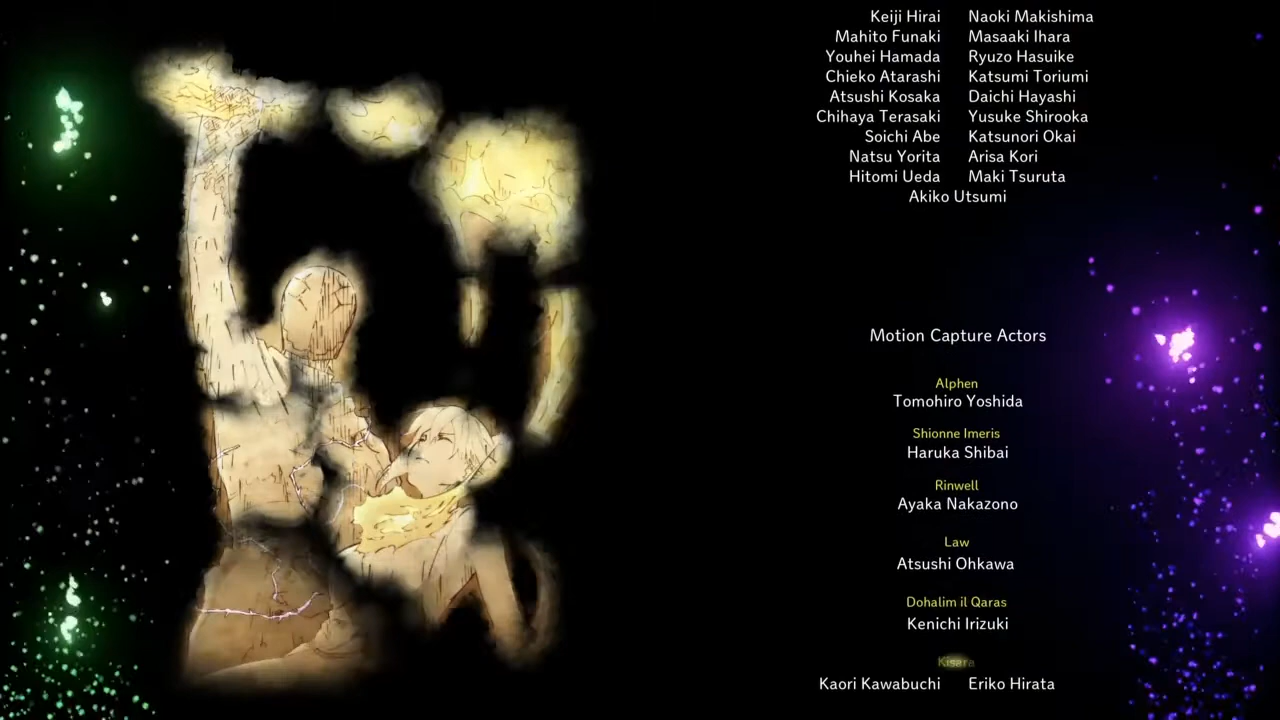 Keiji Hirai Naoki Makishima
Mahito Funaki Masaaki Ihara
Youhei Hamada Ryuzo Hasuike
Chieko Atarashi Katsumi Toriumi
Atsushi Kosaka Daichi Hayashi
Chihaya Terasaki Yusuke Shirooka
Soichi Abe Katsunori Okai
Natsu Yorita Arisa Kori
Hitomi Ueda Maki Tsuruta
Akiko Utsumi
Motion Capture Actors
Alphen
Tomohiro Yoshida
Shionne Imeris
Haruka Shibai
Rinwell
Ayaka Nakazono
Law
Atsushi Ohkawa
Dohalim il Qaras
Kenichi Irizuki
Kisara
Kaori Kawabuchi Eriko Hirata